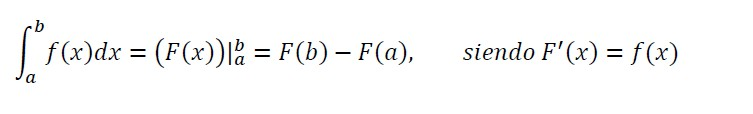 ∫_a^b f(x)dx = (F(x))|_a^b = F(b) − F(a), siendo F′(x) = f(x)